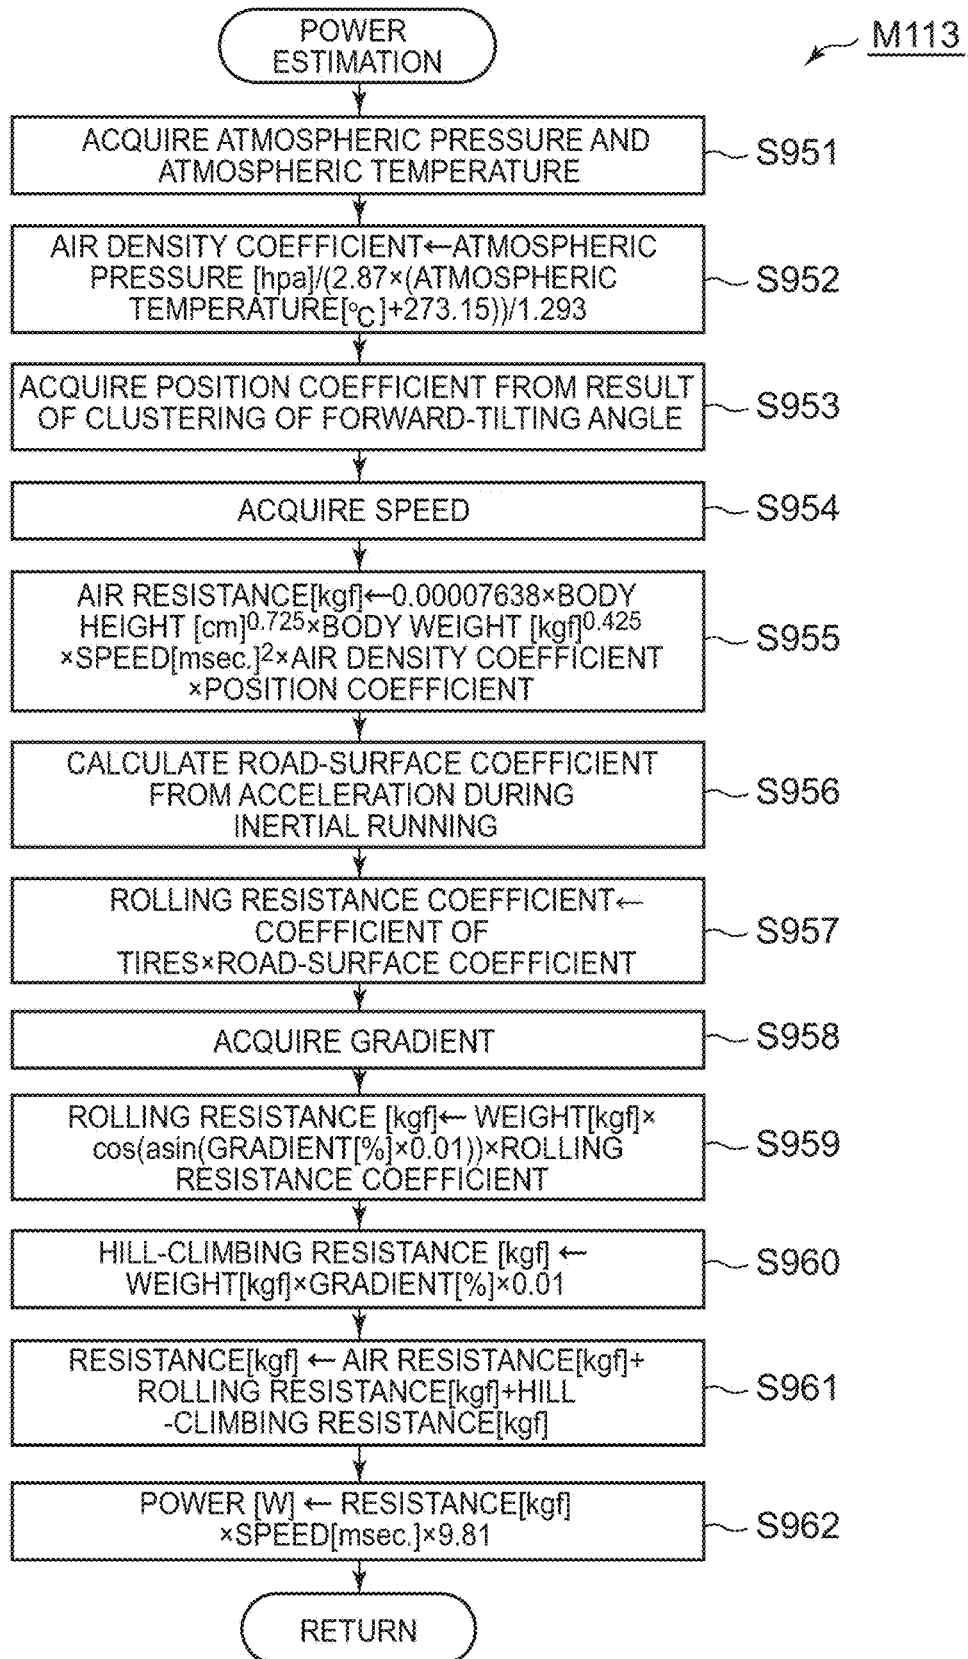 POWER
ESTIMATION
M113
ACQUIRE ATMOSPHERIC PRESSURE AND
ATMOSPHERIC TEMPERATURE
S951
AIR DENSITY COEFFICIENT←ATMOSPHERIC
PRESSURE [hpa]/(2.87×(ATMOSPHERIC
TEMPERATURE[℃]+273.15))/1.293
S952
ACQUIRE POSITION COEFFICIENT FROM RESULT
OF CLUSTERING OF FORWARD-TILTING ANGLE
S953
ACQUIRE SPEED
S954
AIR RESISTANCE[kgf]←0.00007638×BODY
HEIGHT [cm]^0.725×BODY WEIGHT [kgf]^0.425
×SPEED[msec.]^2×AIR DENSITY COEFFICIENT
×POSITION COEFFICIENT
S955
CALCULATE ROAD-SURFACE COEFFICIENT
FROM ACCELERATION DURING
INERTIAL RUNNING
S956
ROLLING RESISTANCE COEFFICIENT←
COEFFICIENT OF
TIRES×ROAD-SURFACE COEFFICIENT
S957
ACQUIRE GRADIENT
S958
ROLLING RESISTANCE [kgf]← WEIGHT[kgf]×
cos(asin(GRADIENT[%]×0.01))×ROLLING
RESISTANCE COEFFICIENT
S959
HILL-CLIMBING RESISTANCE [kgf] ←
WEIGHT[kgf]×GRADIENT[%]×0.01
S960
RESISTANCE[kgf] ← AIR RESISTANCE[kgf]+
ROLLING RESISTANCE[kgf]+HILL
-CLIMBING RESISTANCE[kgf]
S961
POWER [W] ← RESISTANCE[kgf]
×SPEED[msec.]×9.81
S962
RETURN